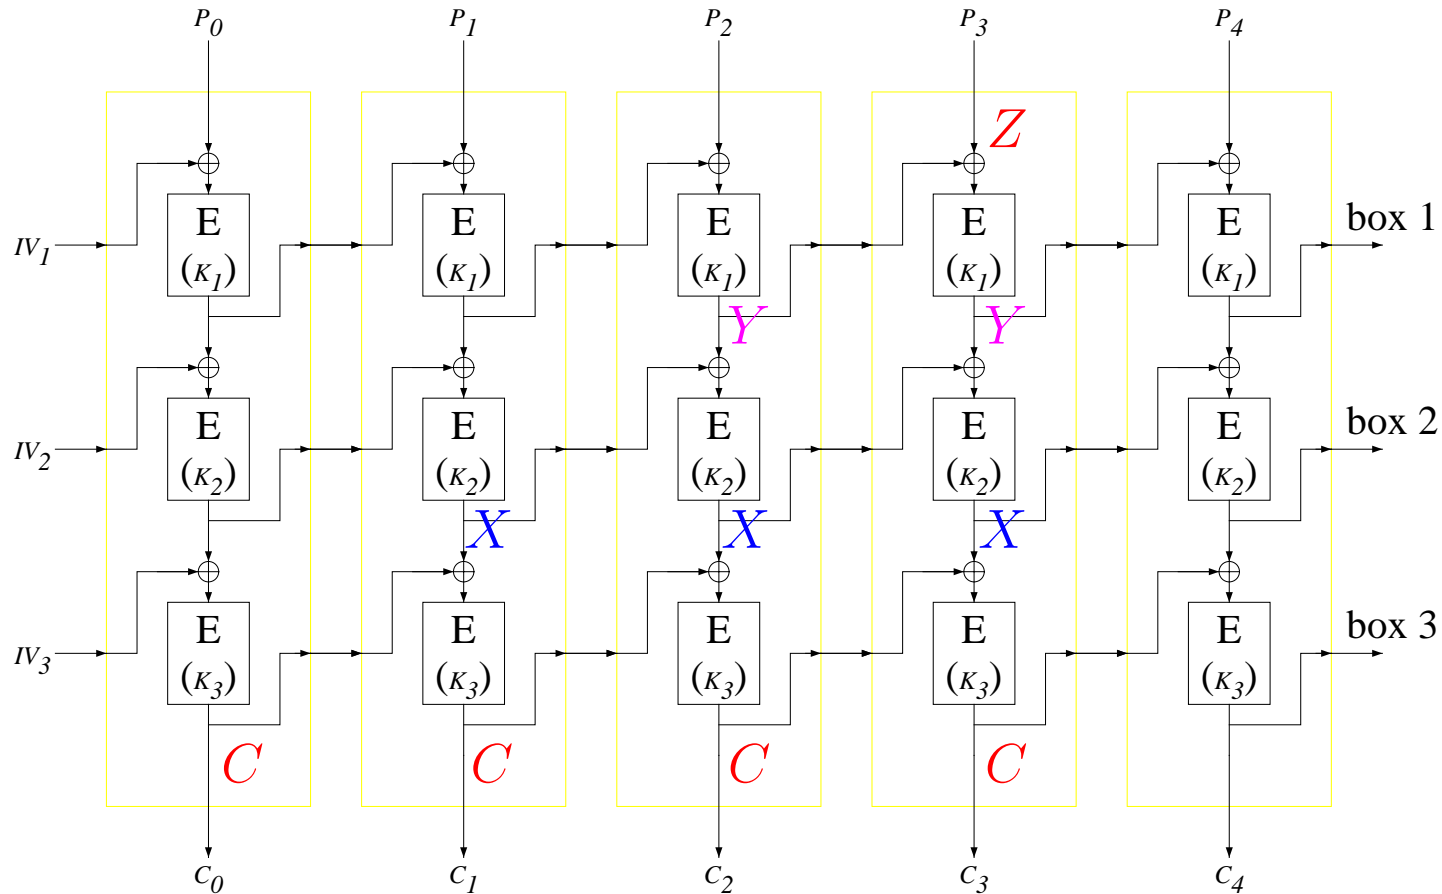 P0 P1 P2 P3 P4
Z
E E E E E box 1
IV1 (K1) (K1) (K1) (K1) (K1)
Y Y
E E E E E box 2
IV2 (K2) (K2) (K2) (K2) (K2)
X X X
E E E E E box 3
IV3 (K3) (K3) (K3) (K3) (K3)
C C C C
C0 C1 C2 C3 C4